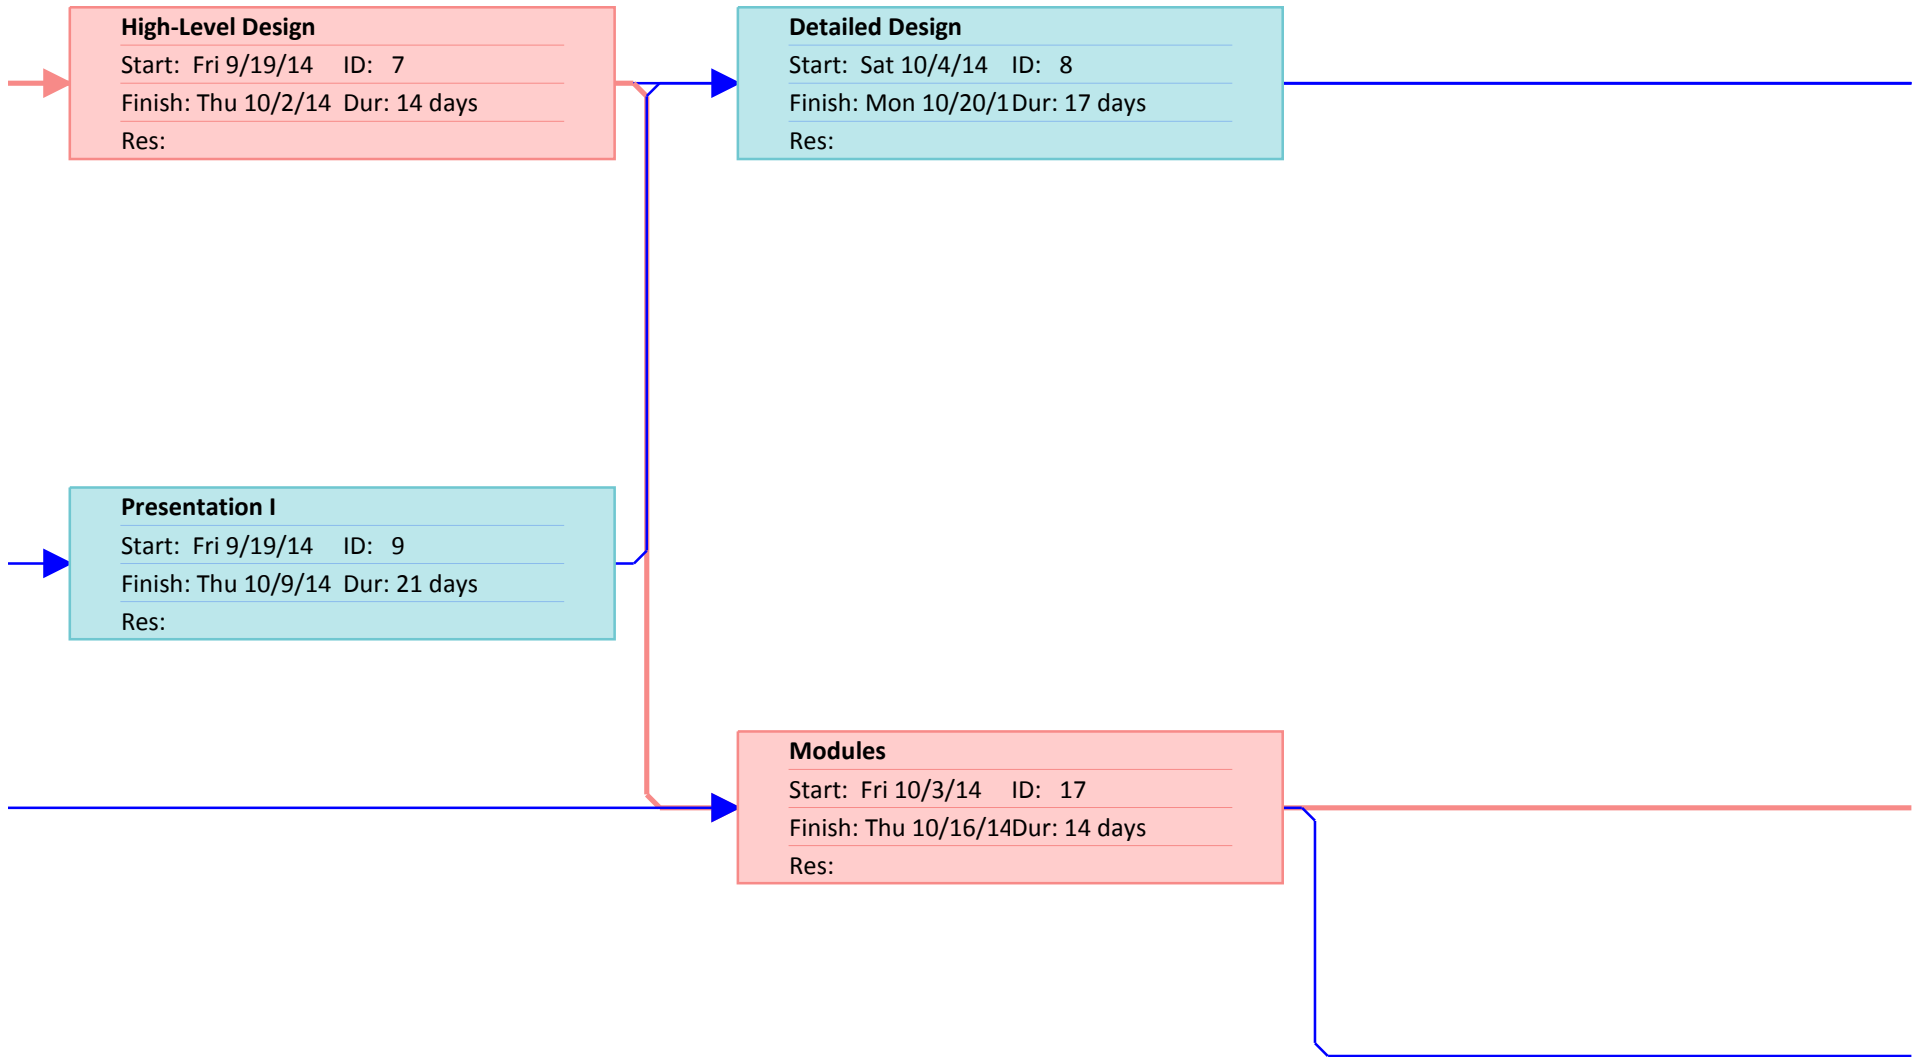 High-Level Design
Start: Fri 9/19/14 ID: 7
Finish: Thu 10/2/14 Dur: 14 days
Res:
Detailed Design
Start: Sat 10/4/14 ID: 8
Finish: Mon 10/20/1Dur: 17 days
Res:
Presentation I
Start: Fri 9/19/14 ID: 9
Finish: Thu 10/9/14 Dur: 21 days
Res:
Modules
Start: Fri 10/3/14 ID: 17
Finish: Thu 10/16/14Dur: 14 days
Res: